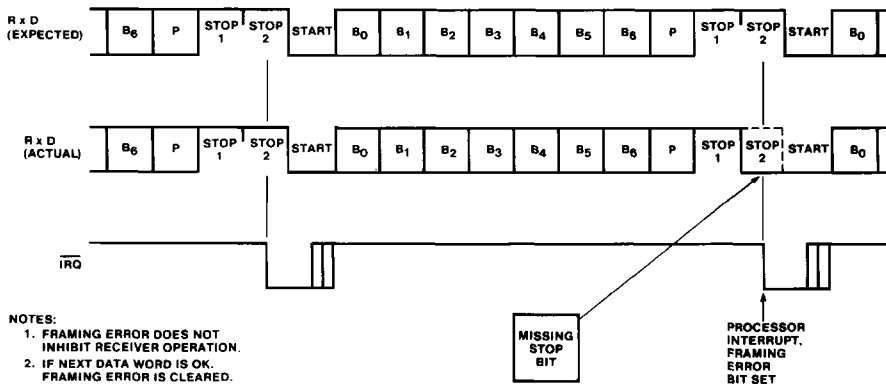 R x D
(EXPECTED)
B6 P STOP 1 STOP 2 START B0 B1 B2 B3 B4 B5 B6 P STOP 1 STOP 2 START B0
R x D
(ACTUAL)
B6 P STOP 1 STOP 2 START B0 B1 B2 B3 B4 B5 B6 P STOP 1 STOP 2 START B0
IRQ
NOTES:
1. FRAMING ERROR DOES NOT
INHIBIT RECEIVER OPERATION.
2. IF NEXT DATA WORD IS OK.
FRAMING ERROR IS CLEARED.
MISSING
STOP
BIT
PROCESSOR
INTERRUPT,
FRAMING
ERROR
BIT SET